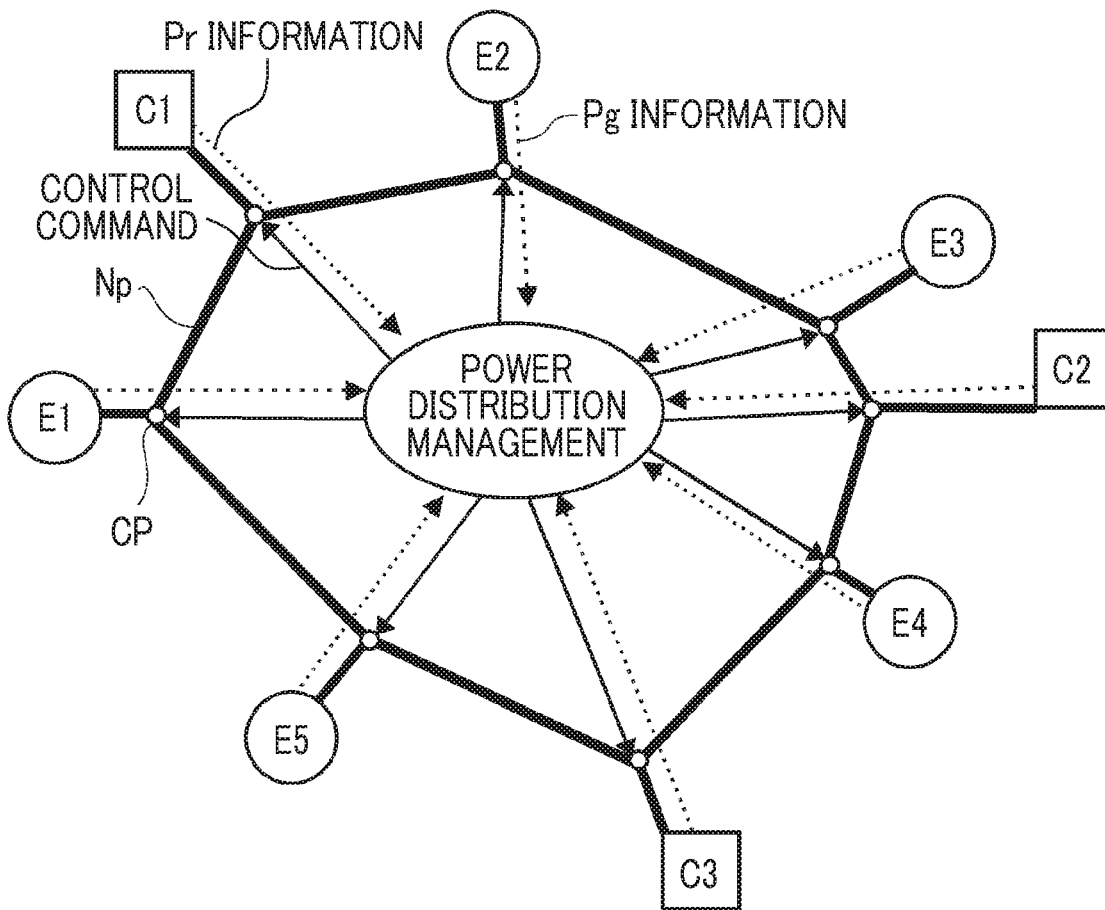 Pr INFORMATION
E2
C1
Pg INFORMATION
CONTROL
COMMAND
E3
Np
C2
POWER
DISTRIBUTION
MANAGEMENT
E1
CP
E4
E5
C3